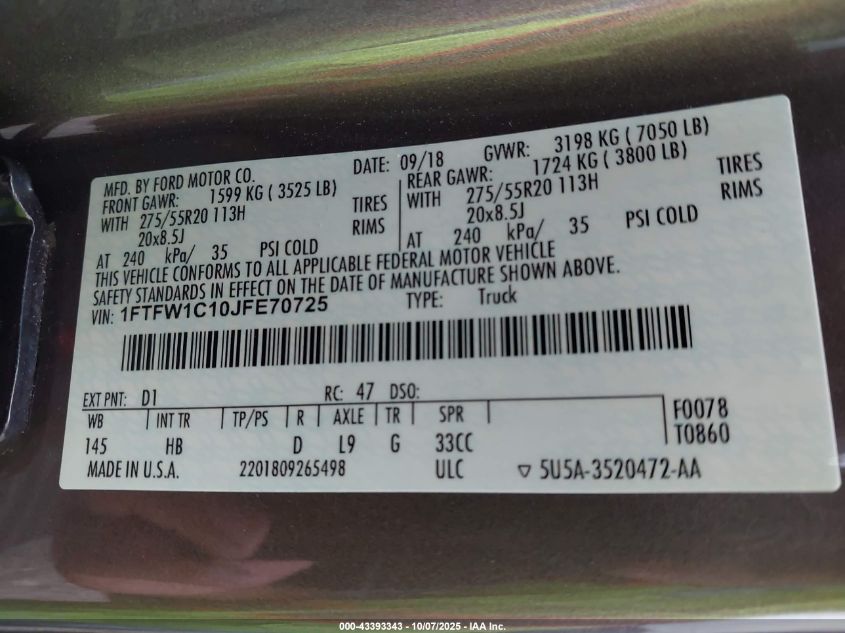 MFD. BY FORD MOTOR CO. DATE: 09/18 GVWR: 3198 KG ( 7050 LB)
FRONT GAWR: 1599 KG ( 3525 LB) REAR GAWR: 1724 KG ( 3800 LB)
WITH 275/55R20 113H TIRES WITH 275/55R20 113H TIRES
20x8.5J RIMS 20x8.5J RIMS
AT 240 kPa/ 35 PSI COLD AT 240 kPa/ 35 PSI COLD
THIS VEHICLE CONFORMS TO ALL APPLICABLE FEDERAL MOTOR VEHICLE
SAFETY STANDARDS IN EFFECT ON THE DATE OF MANUFACTURE SHOWN ABOVE.
VIN: 1FTFW1C10JFE70725 TYPE: Truck
EXT PNT: D1 RC: 47 DSO:
WB INT TR TP/PS R AXLE TR SPR F0078
145 HB D L9 G 33CC T0860
MADE IN U.S.A. 2201809265498 ULC ▽ 5U5A-3520472-AA
000-43393343 - 10/07/2025 - IAA Inc.